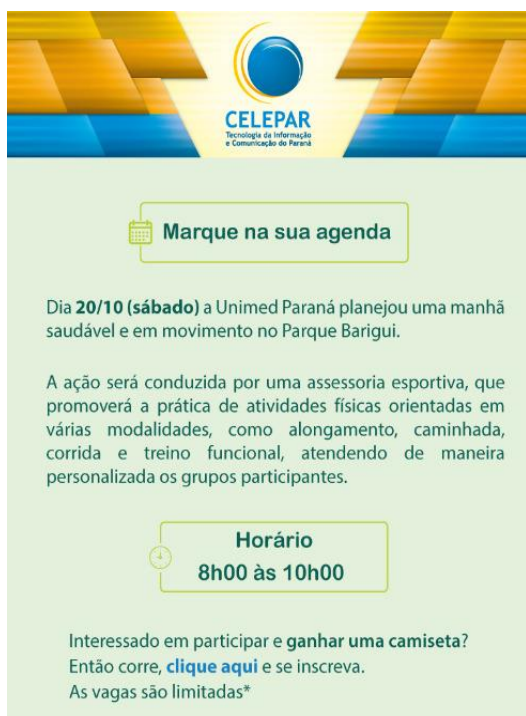 CELEPAR
Tecnologia da Informação
e Comunicação do Paraná
Marque na sua agenda
Dia 20/10 (sábado) a Unimed Paraná planejou uma manhã
saudável e em movimento no Parque Barigui.
A ação será conduzida por uma assessoria esportiva, que
promoverá a prática de atividades físicas orientadas em
várias modalidades, como alongamento, caminhada,
corrida e treino funcional, atendendo de maneira
personalizada os grupos participantes.
Horário
8h00 às 10h00
Interessado em participar e ganhar uma camiseta?
Então corre, clique aqui e se inscreva.
As vagas são limitadas*